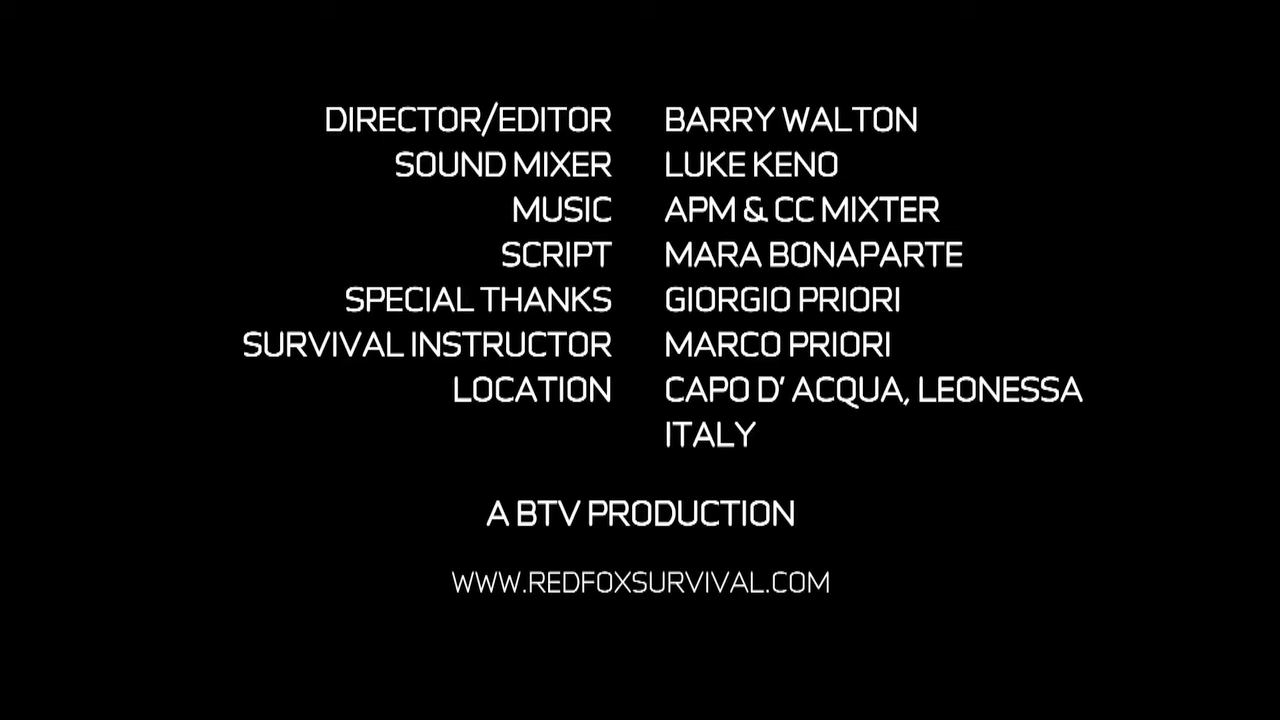 DIRECTOR/EDITOR BARRY WALTON
SOUND MIXER LUKE KENO
MUSIC APM & CC MIXTER
SCRIPT MARA BONAPARTE
SPECIAL THANKS GIORGIO PRIORI
SURVIVAL INSTRUCTOR MARCO PRIORI
LOCATION CAPO D' ACQUA, LEONESSA
ITALY
A BTV PRODUCTION
WWW.REDFOXSURVIVAL.COM